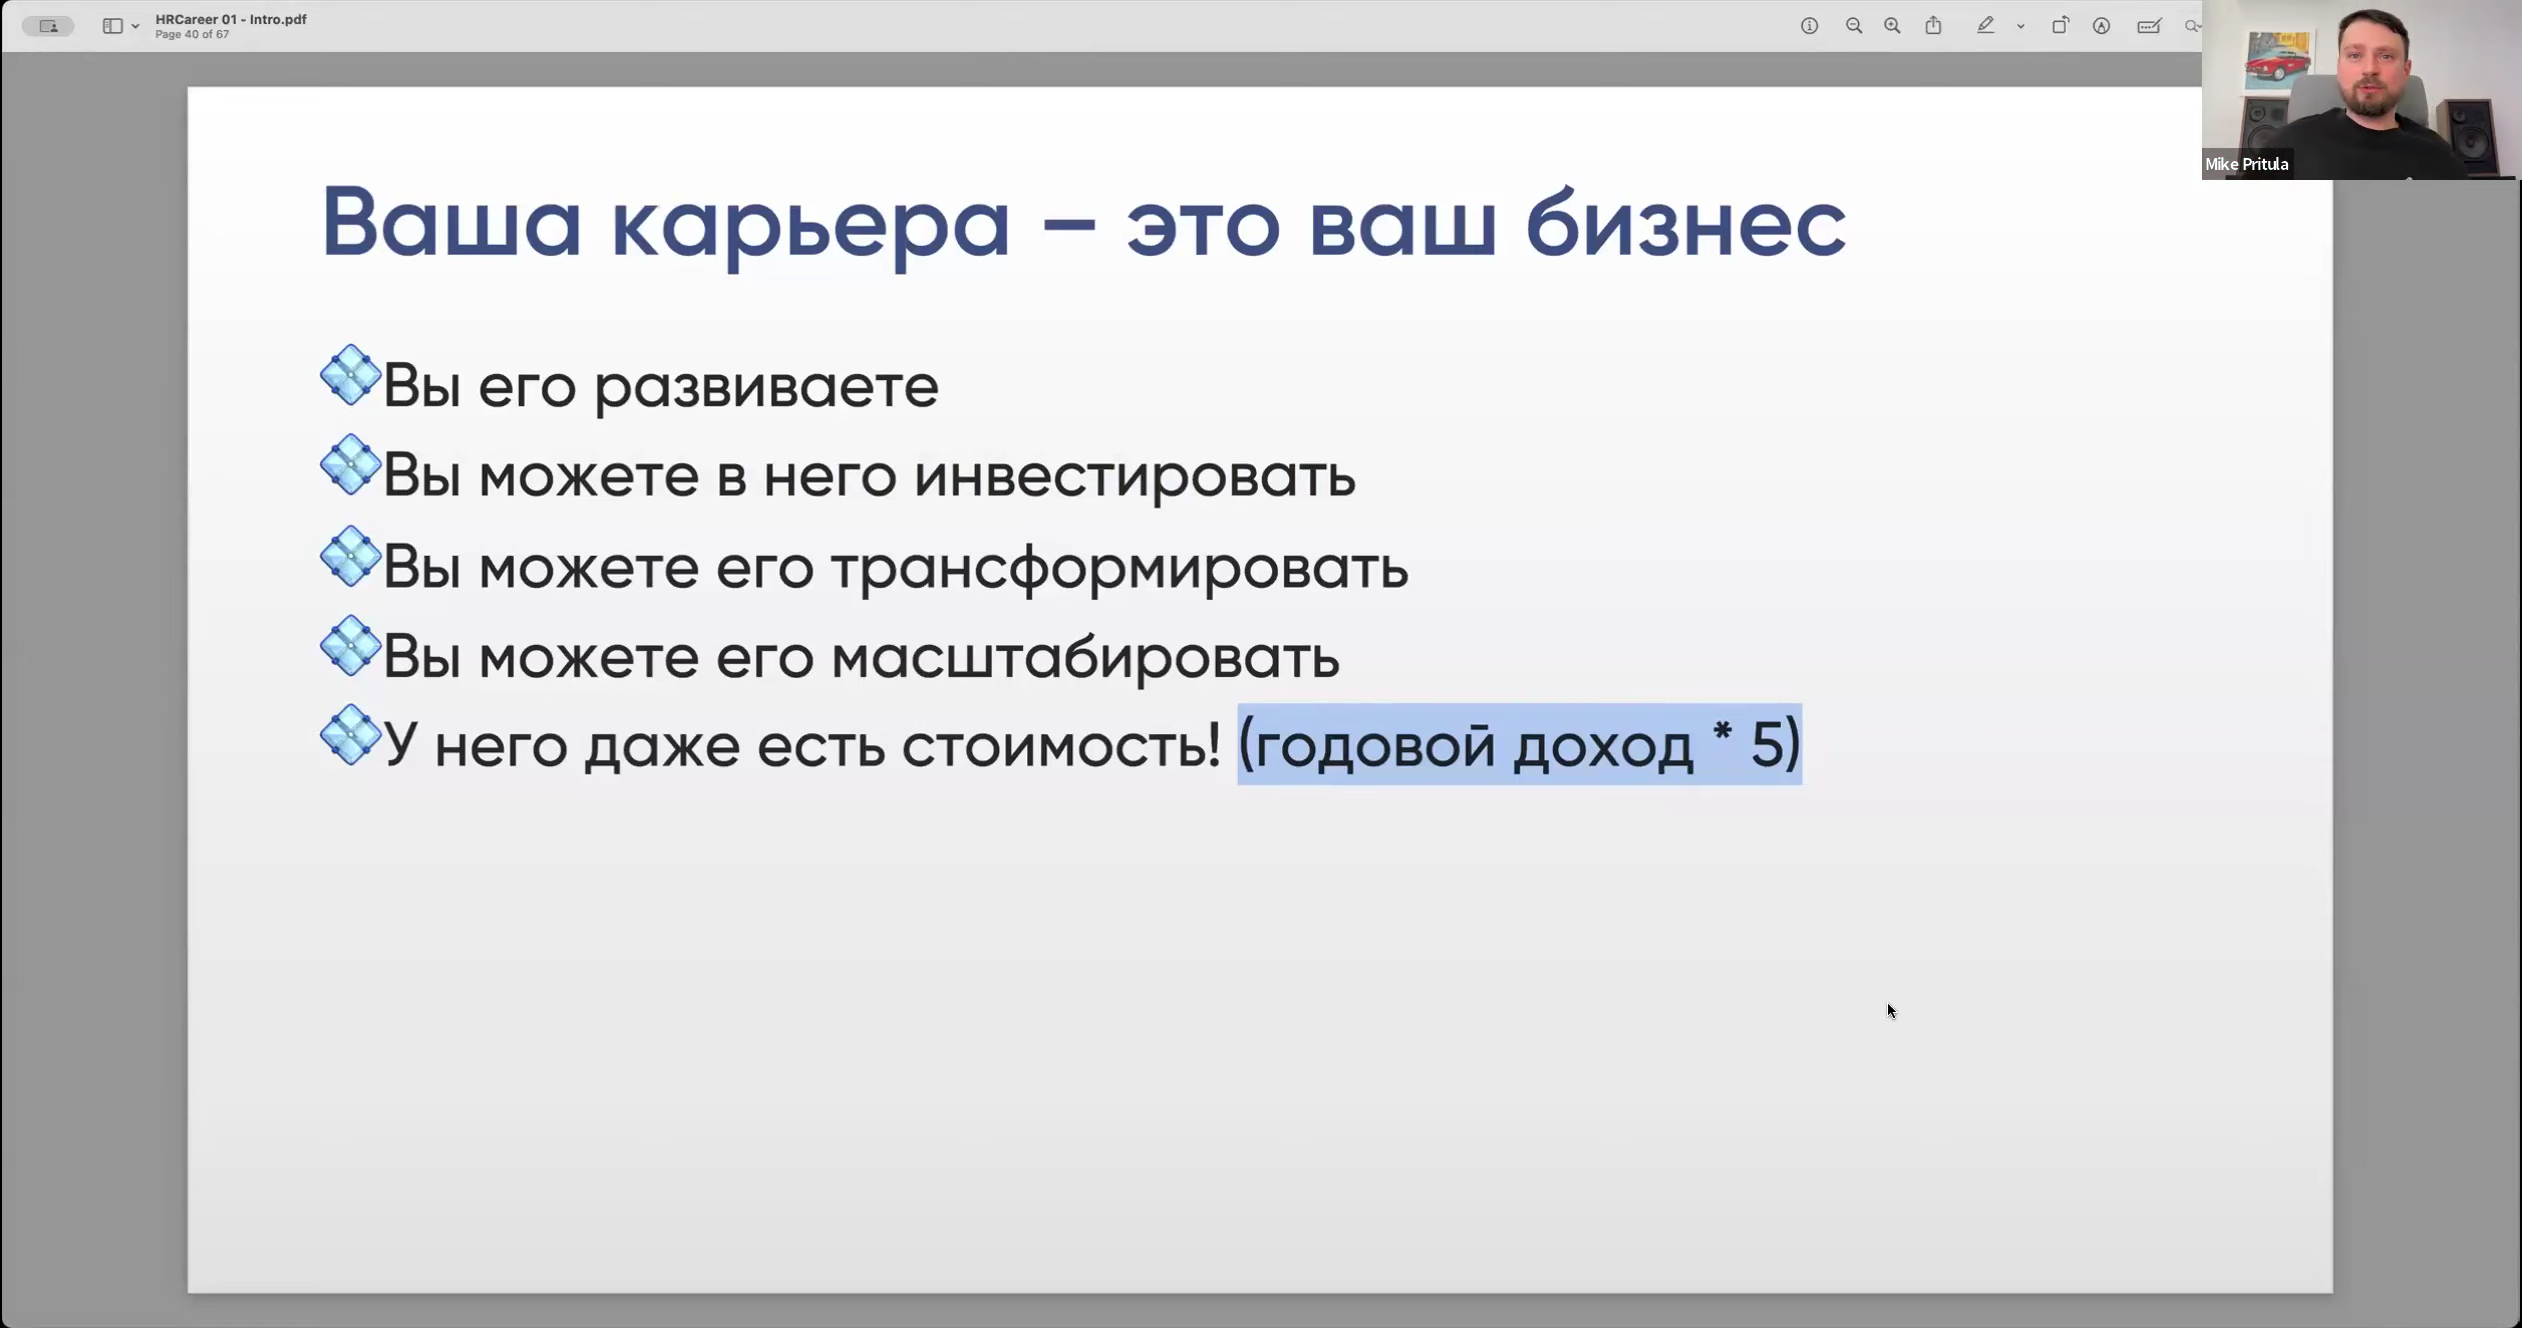 HRCareer 01 - Intro.pdf
Page 40 of 67
Mike Pritula
Ваша карьера – это ваш бизнес
Вы его развиваете
Вы можете в него инвестировать
Вы можете его трансформировать
Вы можете его масштабировать
У него даже есть стоимость! (годовой доход * 5)